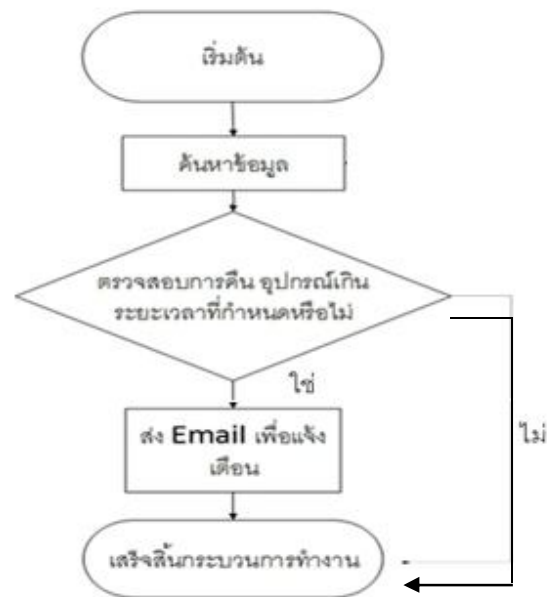 เริ่มต้น
ค้นหาข้อมูล
ตรวจสอบการคืน อุปกรณ์เกิน
ระยะเวลาที่กำหนดหรือไม่
ใช่
ส่ง Email เพื่อแจ้ง
เตือน
ไม่
เสร็จสิ้นกระบวนการทำงาน